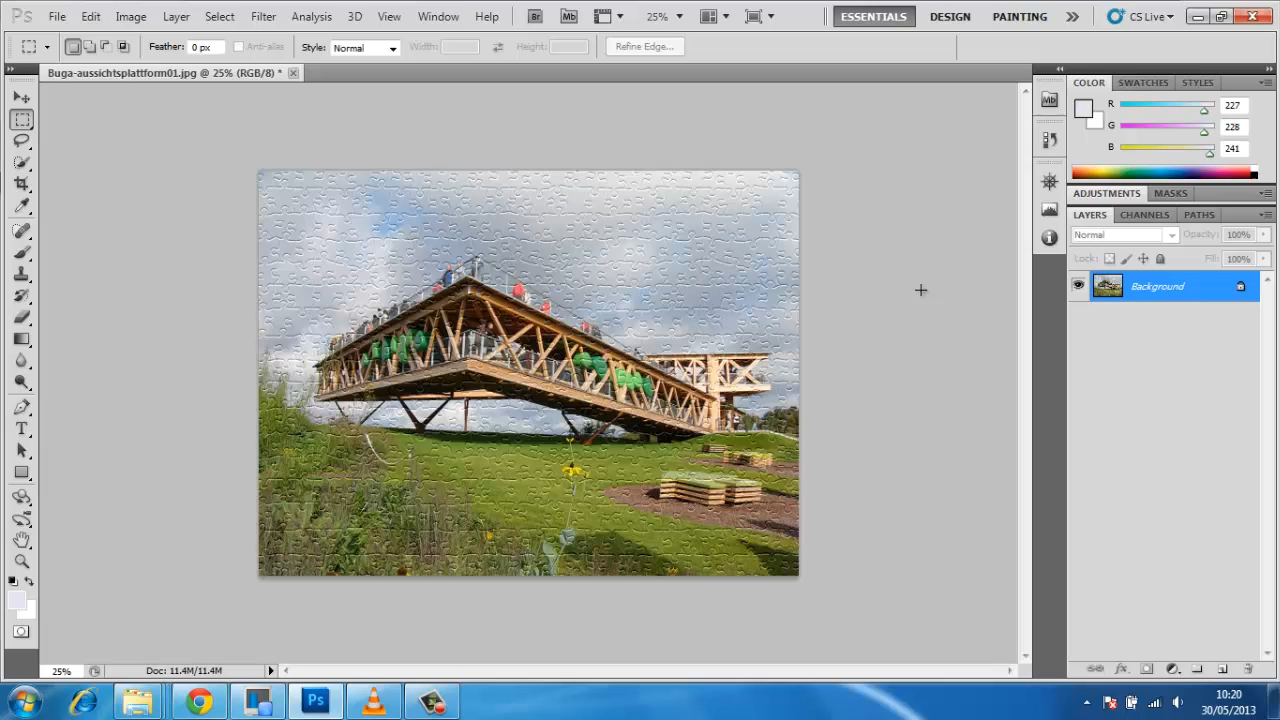 Ps File Edit Image Layer Select Filter Analysis 3D View Window Help Br Mb 25% ESSENTIALS DESIGN PAINTING CS Live
Feather: 0 px Anti-alias Style: Normal Width: Height: Refine Edge...
Buga-aussichtsplattform01.jpg @ 25% (RGB/8) *
COLOR SWATCHES STYLES
Mb
R 227
G 228
B 241
ADJUSTMENTS MASKS
LAYERS CHANNELS PATHS
Normal Opacity: 100%
Lock: Fill: 100%
Background
T
25% Doc: 11.4M/11.4M
fx
Ps
10:20
30/05/2013